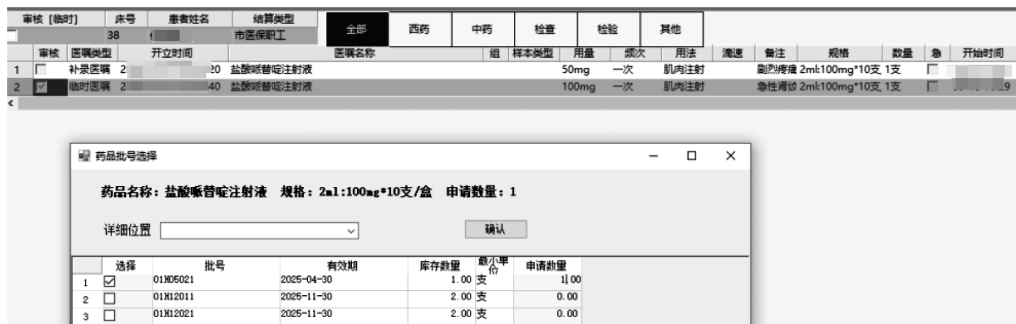 审核 [临时] 床号 患者姓名 结算类型 全部 西药 中药 检查 检验 其他
38 市医保职工
审核 医嘱类型 开立时间 医嘱名称 组 样本类型 用量 频次 用法 滴速 备注 规格 数量 急 开始时间
1 补录医嘱 2 20 盐酸哌替啶注射液 50mg 一次 肌肉注射 剧烈疼痛 2ml:100mg*10支 1支
2 临时医嘱 2 40 盐酸哌替啶注射液 100mg 一次 肌肉注射 急性肾绞 2ml:100mg*10支 1支
药品批号选择
药品名称：盐酸哌替啶注射液 规格：2ml:100mg*10支/盒 申请数量：1
详细位置 确认
选择 批号 有效期 库存数量 最小单位 申请数量
1 01N05021 2025-04-30 1.00 支 1.00
2 01N12011 2025-11-30 2.00 支 0.00
3 01N12021 2025-11-30 2.00 支 0.00